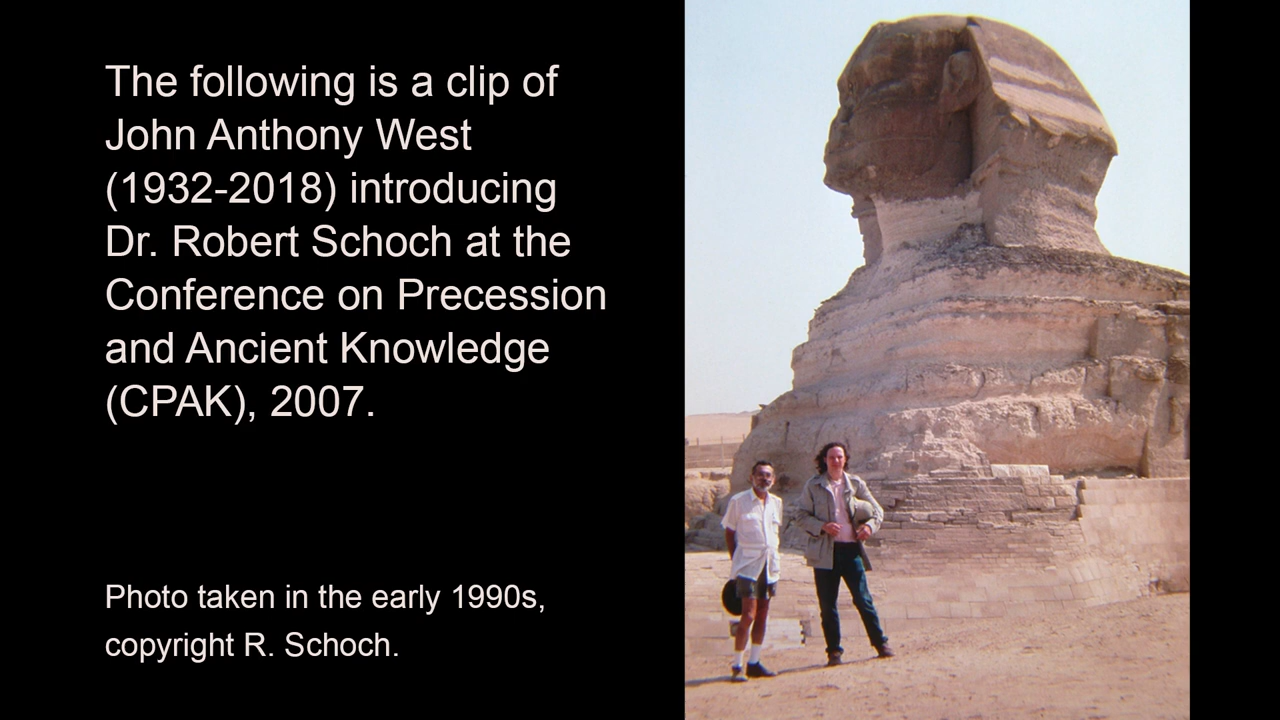 The following is a clip of
John Anthony West
(1932-2018) introducing
Dr. Robert Schoch at the
Conference on Precession
and Ancient Knowledge
(CPAK), 2007.
Photo taken in the early 1990s,
copyright R. Schoch.